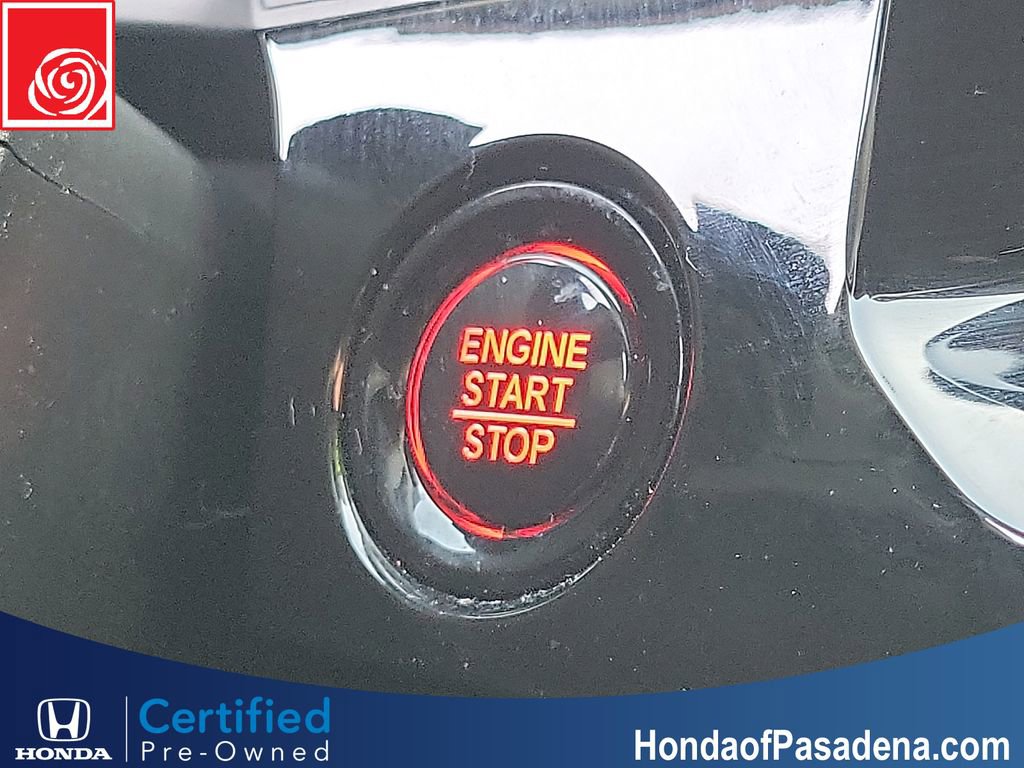 ENGINE
START
STOP
HONDA
Certified
Pre-Owned
HondaofPasadena.com